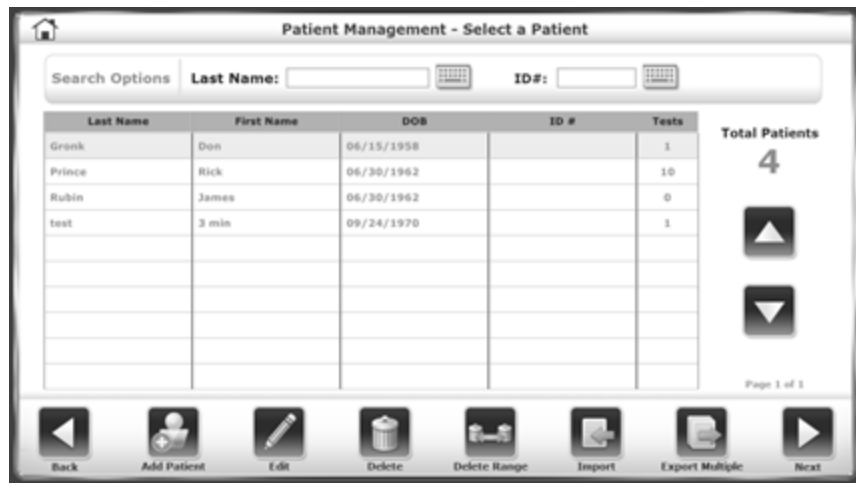 Patient Management - Select a Patient
Search Options Last Name: ID#:
Last Name First Name DOB ID # Tests
Total Patients
4
Gronk Don 06/15/1958 1
Prince Rick 06/30/1962 10
Rubin James 06/30/1962 0
test 3 min 09/24/1970 1
Page 1 of 1
Back Add Patient Edit Delete Delete Range Import Export Multiple Next